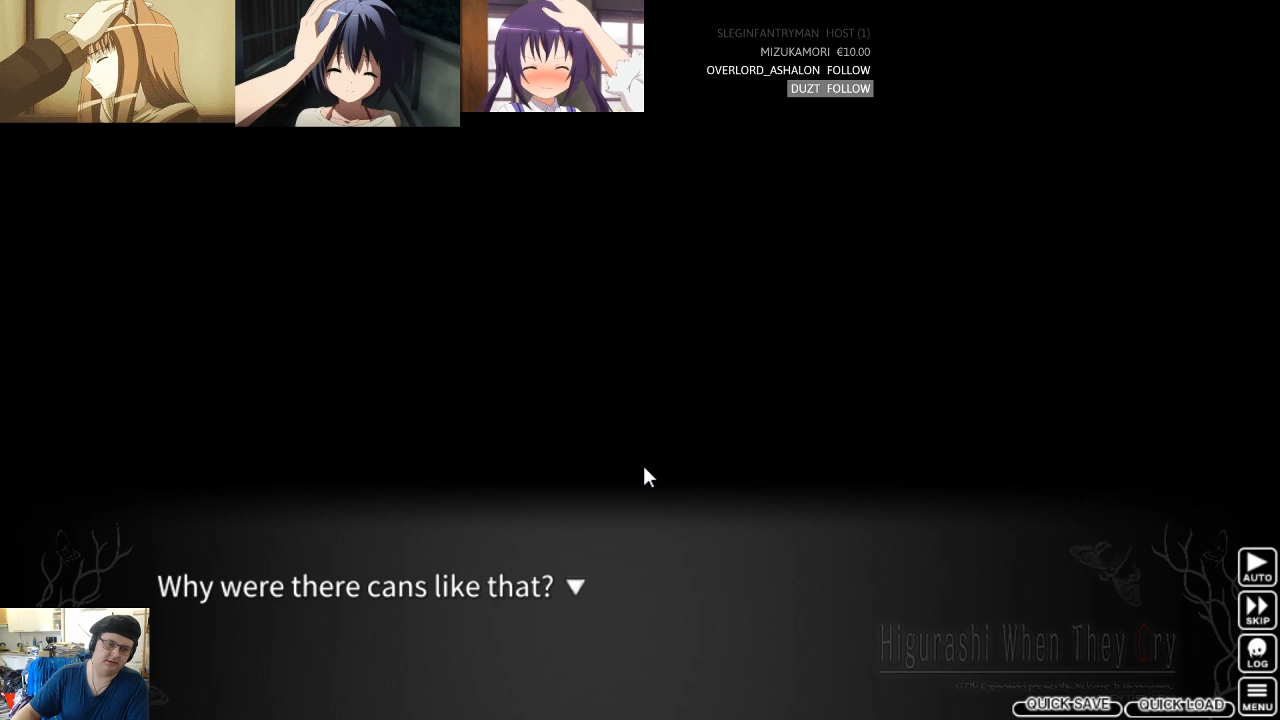 SLEGINFANTRYMAN HOST (1)
MIZUKAMORI €10.00
OVERLORD_ASHALON FOLLOW
DUZT FOLLOW
Why were there cans like that?
Higurashi When They Cry
AUTO
SKIP
LOG
MENU
QUICK SAVE
QUICK LOAD